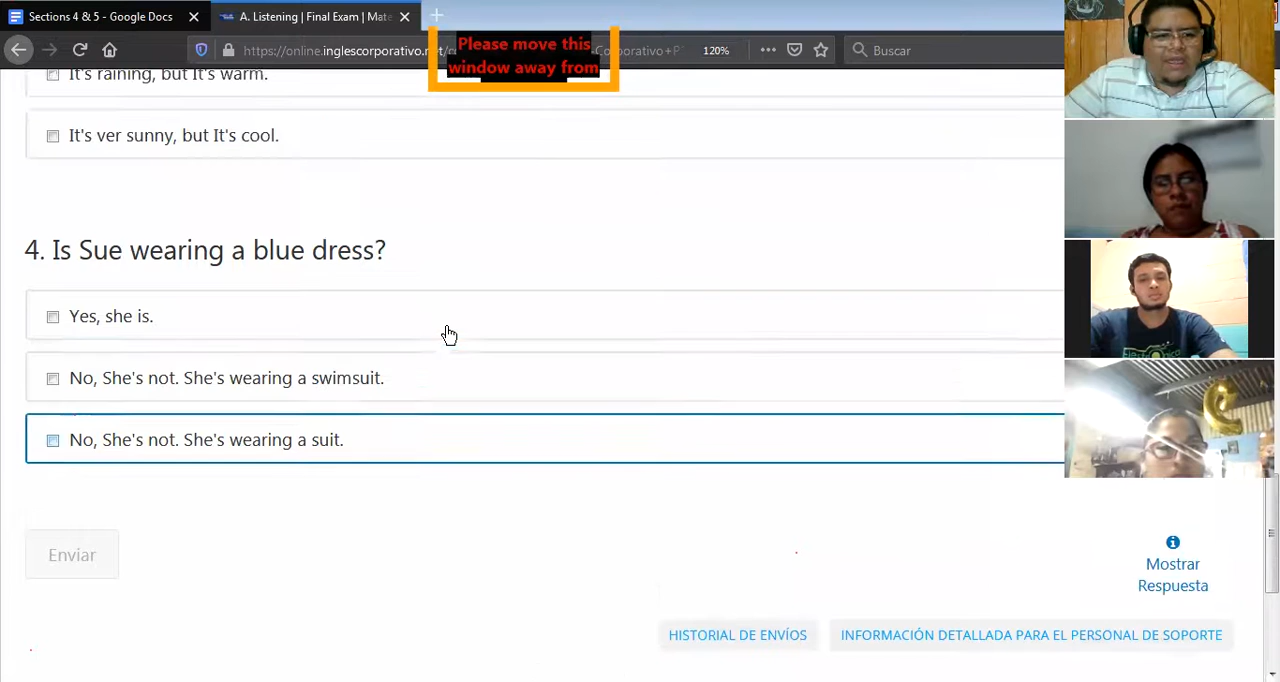 Sections 4 & 5 - Google Docs
A. Listening | Final Exam | Mate
https://online.inglescorporativo.net/c
Corporativo+P
120%
Buscar
Please move this
window away from
It's raining, but It's warm.
It's ver sunny, but It's cool.
4. Is Sue wearing a blue dress?
Yes, she is.
No, She's not. She's wearing a swimsuit.
No, She's not. She's wearing a suit.
Enviar
Mostrar
Respuesta
HISTORIAL DE ENVÍOS
INFORMACIÓN DETALLADA PARA EL PERSONAL DE SOPORTE